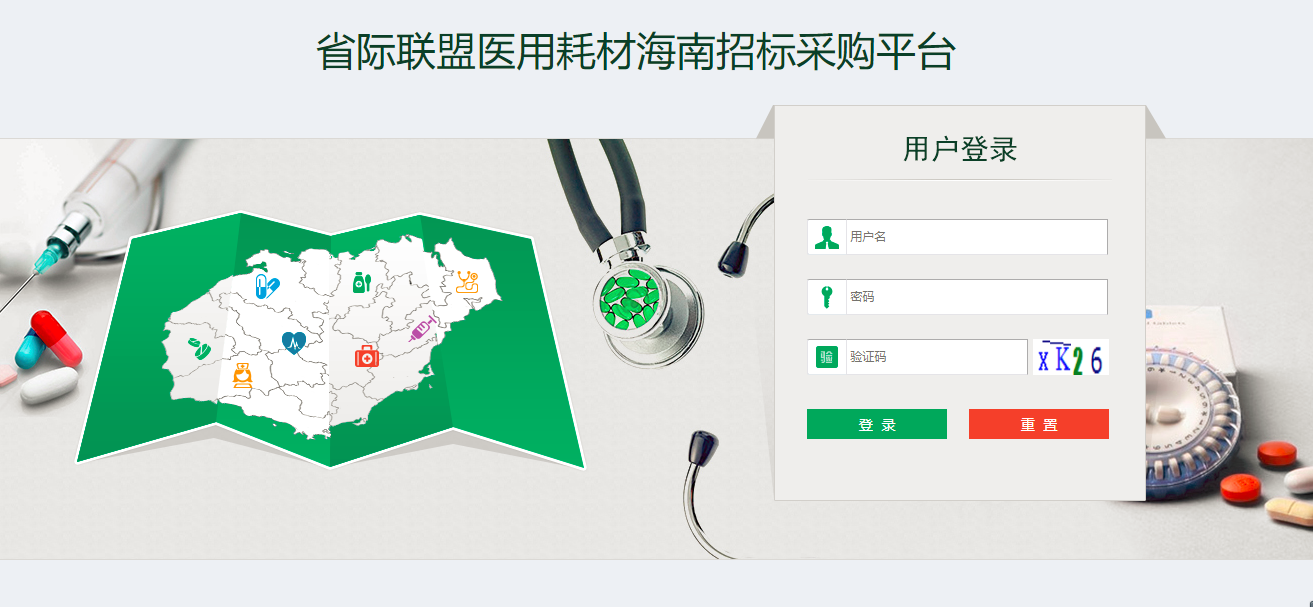 省际联盟医用耗材海南招标采购平台
用户登录
用户名
密码
验 验证码 xK26
登 录 重 置